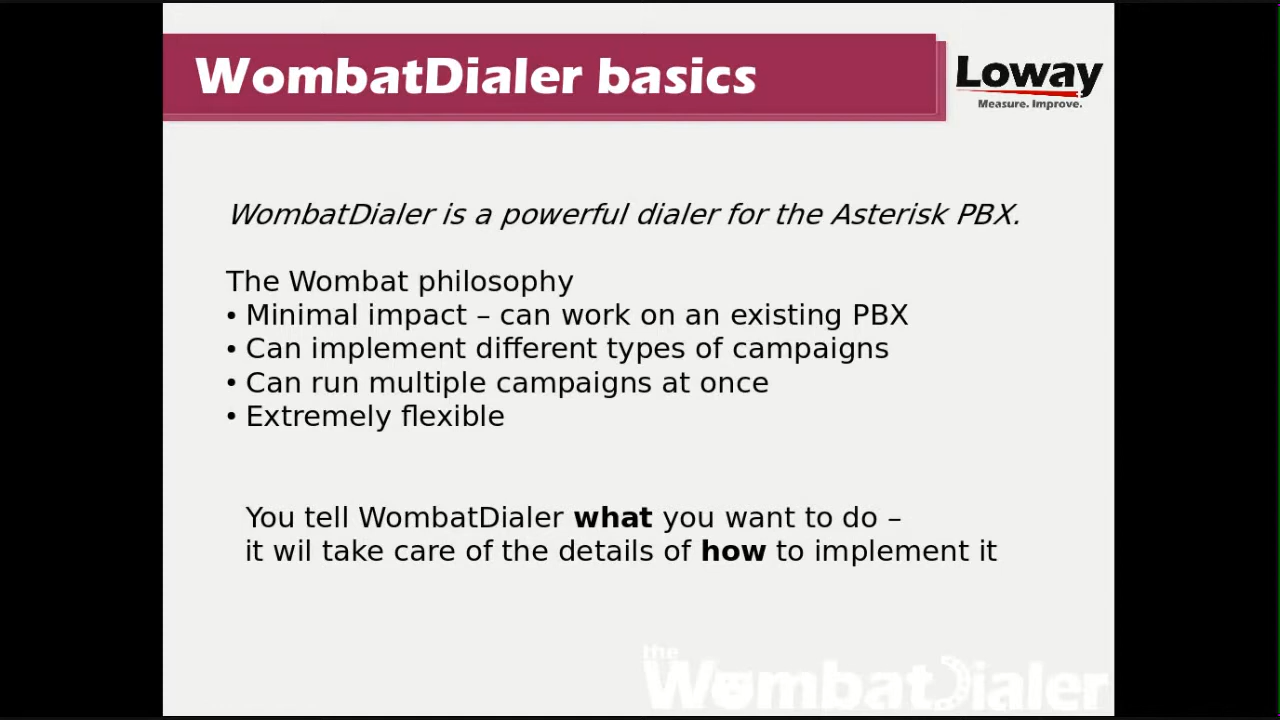 WombatDialer basics
Loway
Measure. Improve.
WombatDialer is a powerful dialer for the Asterisk PBX.
The Wombat philosophy
• Minimal impact – can work on an existing PBX
• Can implement different types of campaigns
• Can run multiple campaigns at once
• Extremely flexible
You tell WombatDialer what you want to do –
it wil take care of the details of how to implement it
the
WombatDialer